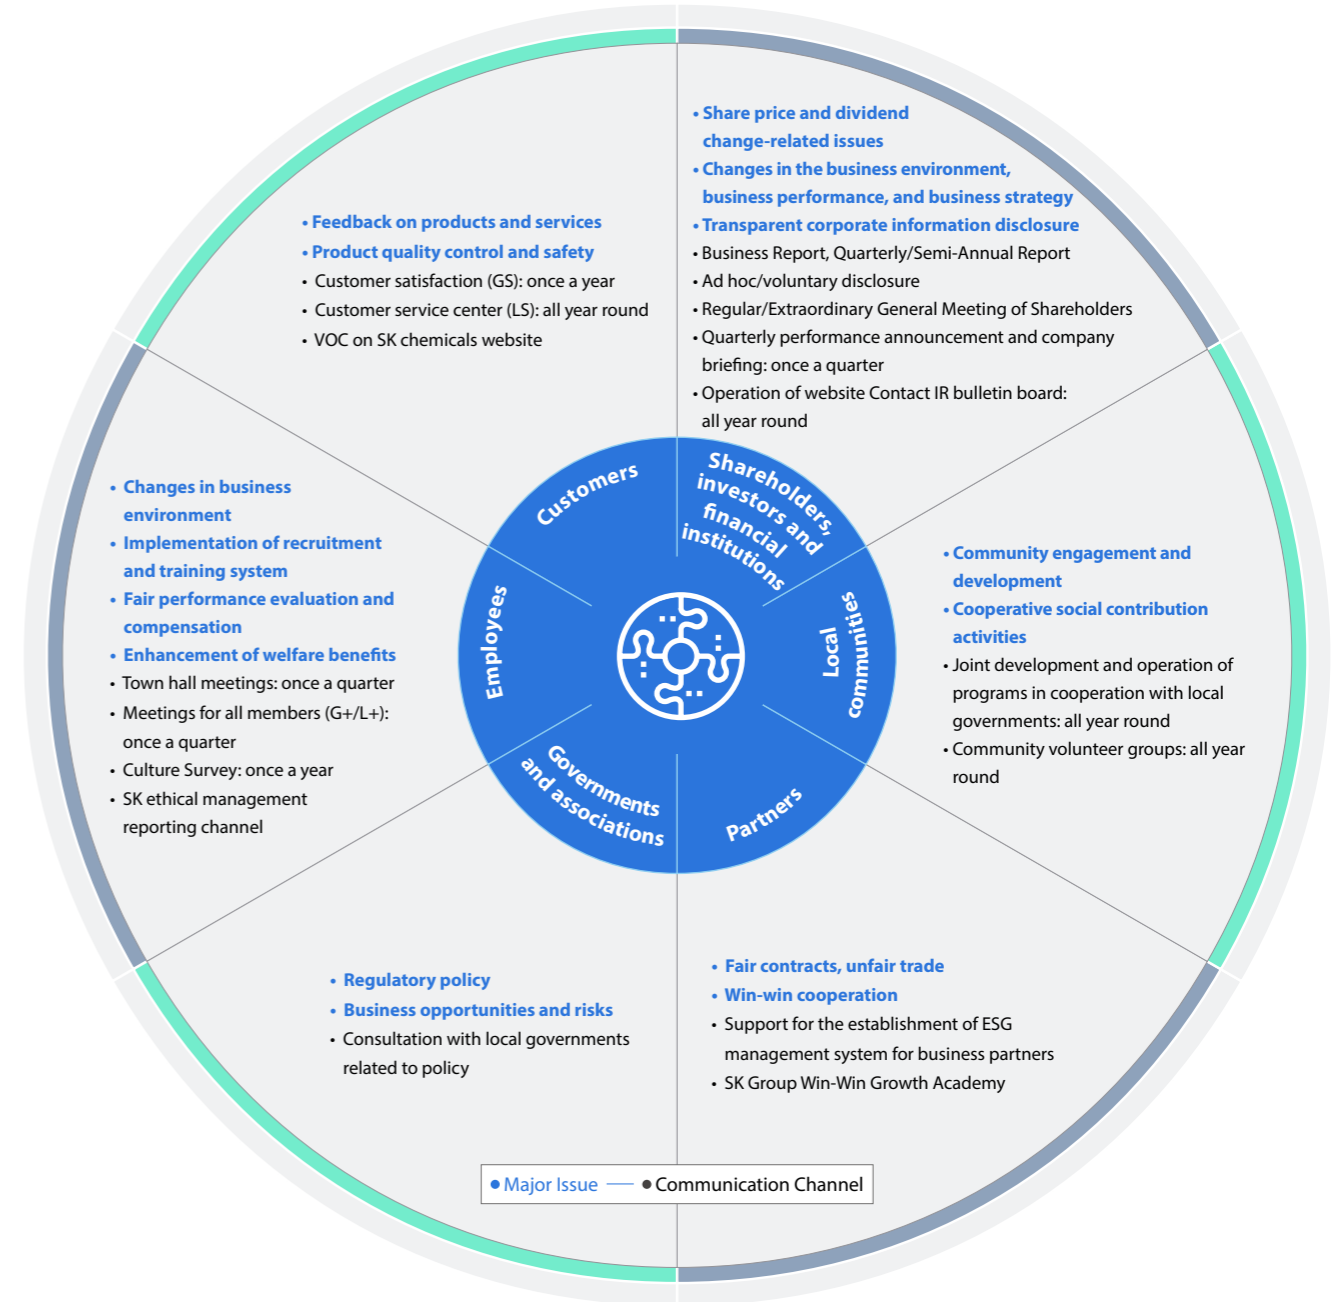 • Share price and dividend
change-related issues
• Changes in the business environment,
business performance, and business strategy
• Transparent corporate information disclosure
• Business Report, Quarterly/Semi-Annual Report
• Ad hoc/voluntary disclosure
• Regular/Extraordinary General Meeting of Shareholders
• Quarterly performance announcement and company
briefing: once a quarter
• Operation of website Contact IR bulletin board:
all year round
• Feedback on products and services
• Product quality control and safety
• Customer satisfaction (GS): once a year
• Customer service center (LS): all year round
• VOC on SK chemicals website
• Changes in business
environment
• Implementation of recruitment
and training system
• Fair performance evaluation and
compensation
• Enhancement of welfare benefits
• Town hall meetings: once a quarter
• Meetings for all members (G+/L+):
once a quarter
• Culture Survey: once a year
• SK ethical management
reporting channel
Customers
Shareholders,
investors and
financial
institutions
Employees
Local
communities
Governments
and associations
Partners
• Community engagement and
development
• Cooperative social contribution
activities
• Joint development and operation of
programs in cooperation with local
governments: all year round
• Community volunteer groups: all year
round
• Regulatory policy
• Business opportunities and risks
• Consultation with local governments
related to policy
• Fair contracts, unfair trade
• Win-win cooperation
• Support for the establishment of ESG
management system for business partners
• SK Group Win-Win Growth Academy
• Major Issue — • Communication Channel